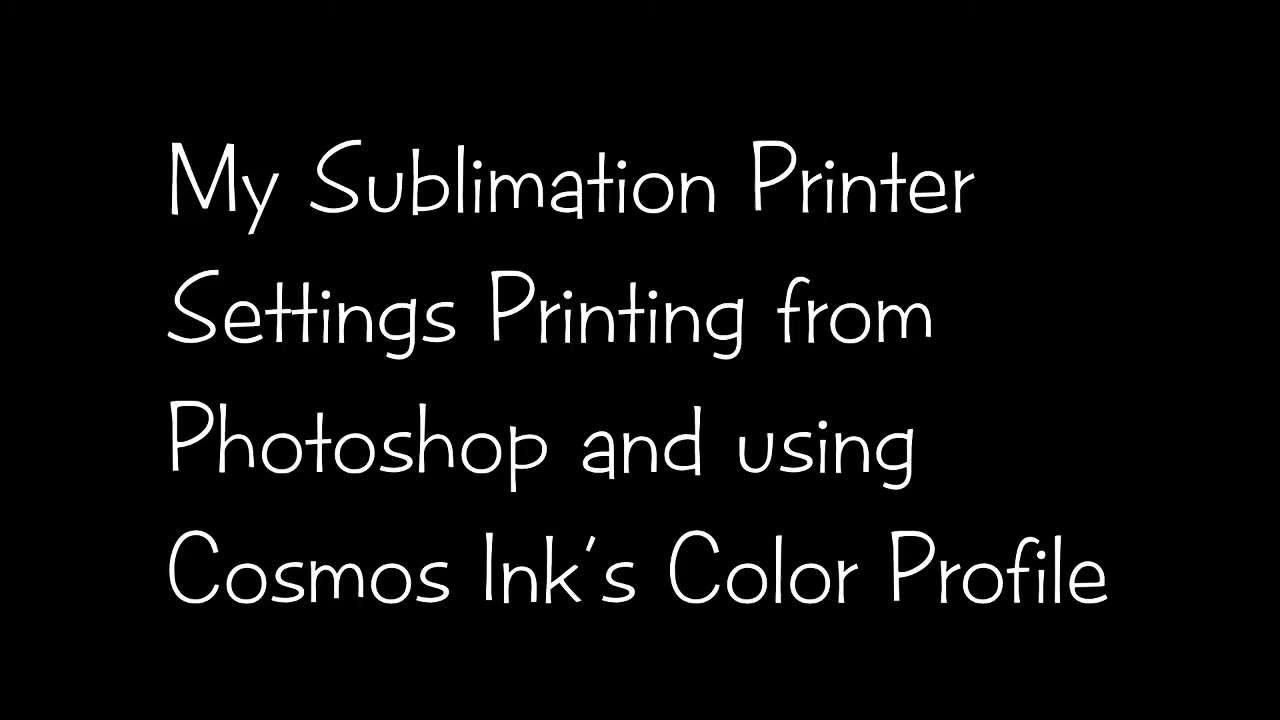 My Sublimation Printer
Settings Printing from
Photoshop and using
Cosmos Ink's Color Profile